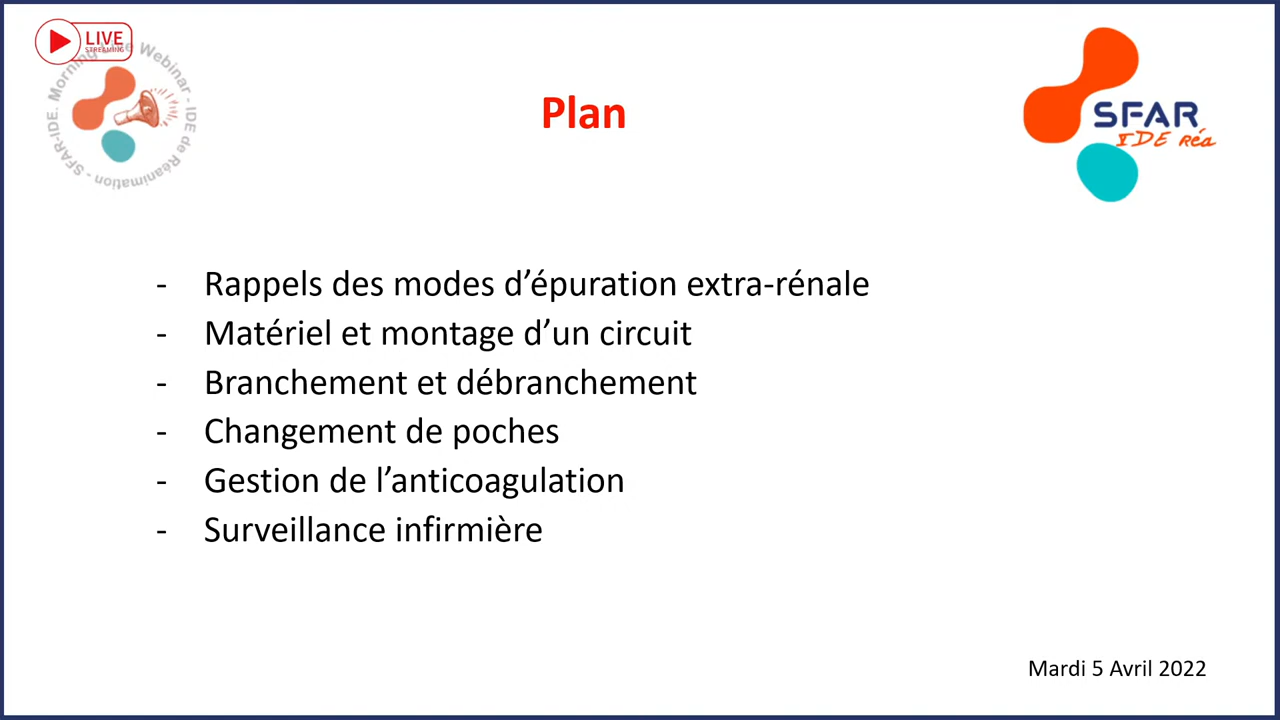 LIVE
STREAMING
SFAR-IDE. Morning Live Webinar - IDE de Réanimation -
SFAR
IDE Réa
Plan
- Rappels des modes d’épuration extra-rénale
- Matériel et montage d’un circuit
- Branchement et débranchement
- Changement de poches
- Gestion de l’anticoagulation
- Surveillance infirmière
Mardi 5 Avril 2022